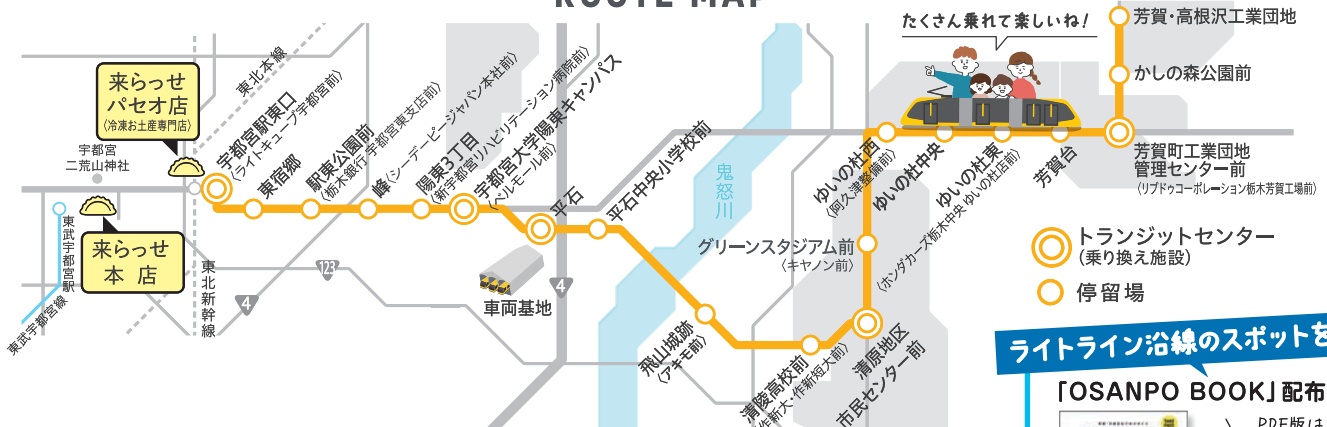 ROUTE MAP
たくさん乗れて楽しいね!
芳賀・高根沢工業団地
かしの森公園前
芳賀町工業団地
管理センター前
(リブドゥコーポレーション栃木芳賀工場前)
来らっせ
パセオ店
〈冷凍お土産専門店〉
宇都宮
二荒山神社
東北本線
宇都宮駅東口
〈ライトキューブ宇都宮前〉
東宿郷
駅東公園前
〈栃木銀行宇都宮東支店前〉
峰〈シーデーピージャパン本社前〉
陽東3丁目
〈新宇都宮リハビリテーション病院前〉
宇都宮大学陽東キャンパス
〈ベルモール前〉
平石
平石中央小学校前
鬼怒川
ゆいの杜西
〈阿久津整備前〉
ゆいの杜中央
ゆいの杜東
〈ホンダカーズ栃木中央 ゆいの杜店前〉
芳賀台
グリーンスタジアム前
〈キヤノン前〉
トランジットセンター
(乗り換え施設)
停留場
来らっせ
本 店
東武宇都宮駅
東武宇都宮線
東北新幹線
4
123
4
車両基地
飛山城跡
〈アキモ前〉
清陵高校前
作新大・作新短大前〉
清原地区
市民センター前
ライトライン沿線のスポットを
「OSANPO BOOK」配布
PDF版は